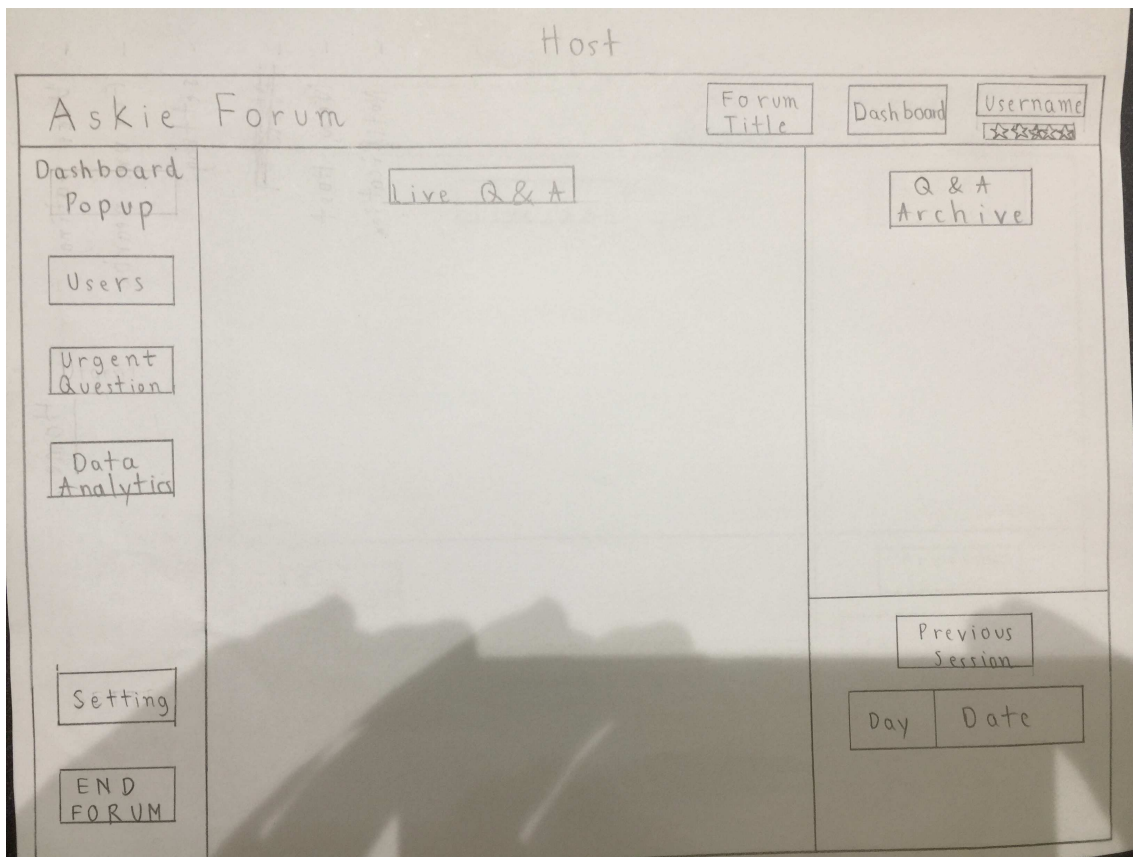 Host
Askie Forum
Forum
Title
Dashboard
Username
Dashboard
Popup
Users
Urgent
Question
Data
Analytics
Setting
END
FORUM
Live Q & A
Q & A
Archive
Previous
Session
Day
Date